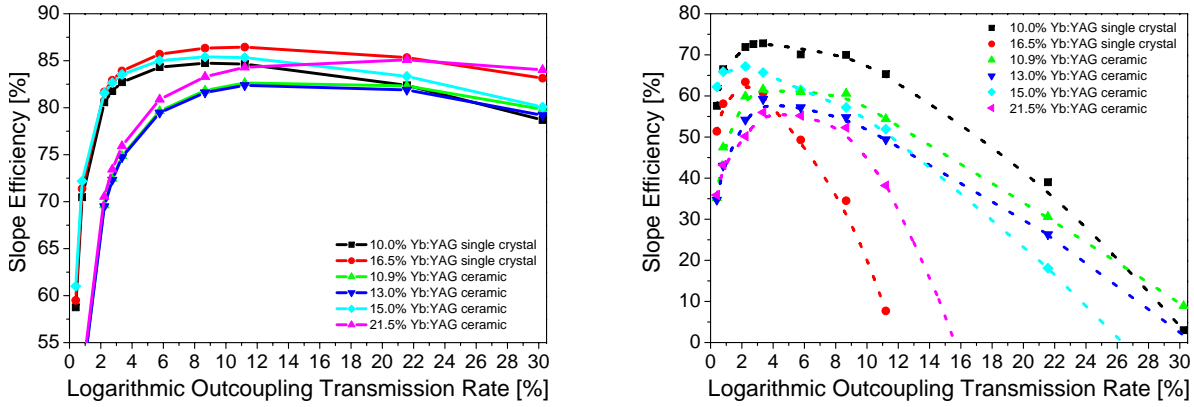 Slope Efficiency [%]
90
85
80
75
70
65
60
55
0 2 4 6 8 10 12 14 16 18 20 22 24 26 28 30
Logarithmic Outcoupling Transmission Rate [%]
10.0% Yb:YAG single crystal
16.5% Yb:YAG single crystal
10.9% Yb:YAG ceramic
13.0% Yb:YAG ceramic
15.0% Yb:YAG ceramic
21.5% Yb:YAG ceramic
Slope Efficiency [%]
80
70
60
50
40
30
20
10
0
0 2 4 6 8 10 12 14 16 18 20 22 24 26 28 30
Logarithmic Outcoupling Transmission Rate [%]
10.0% Yb:YAG single crystal
16.5% Yb:YAG single crystal
10.9% Yb:YAG ceramic
13.0% Yb:YAG ceramic
15.0% Yb:YAG ceramic
21.5% Yb:YAG ceramic